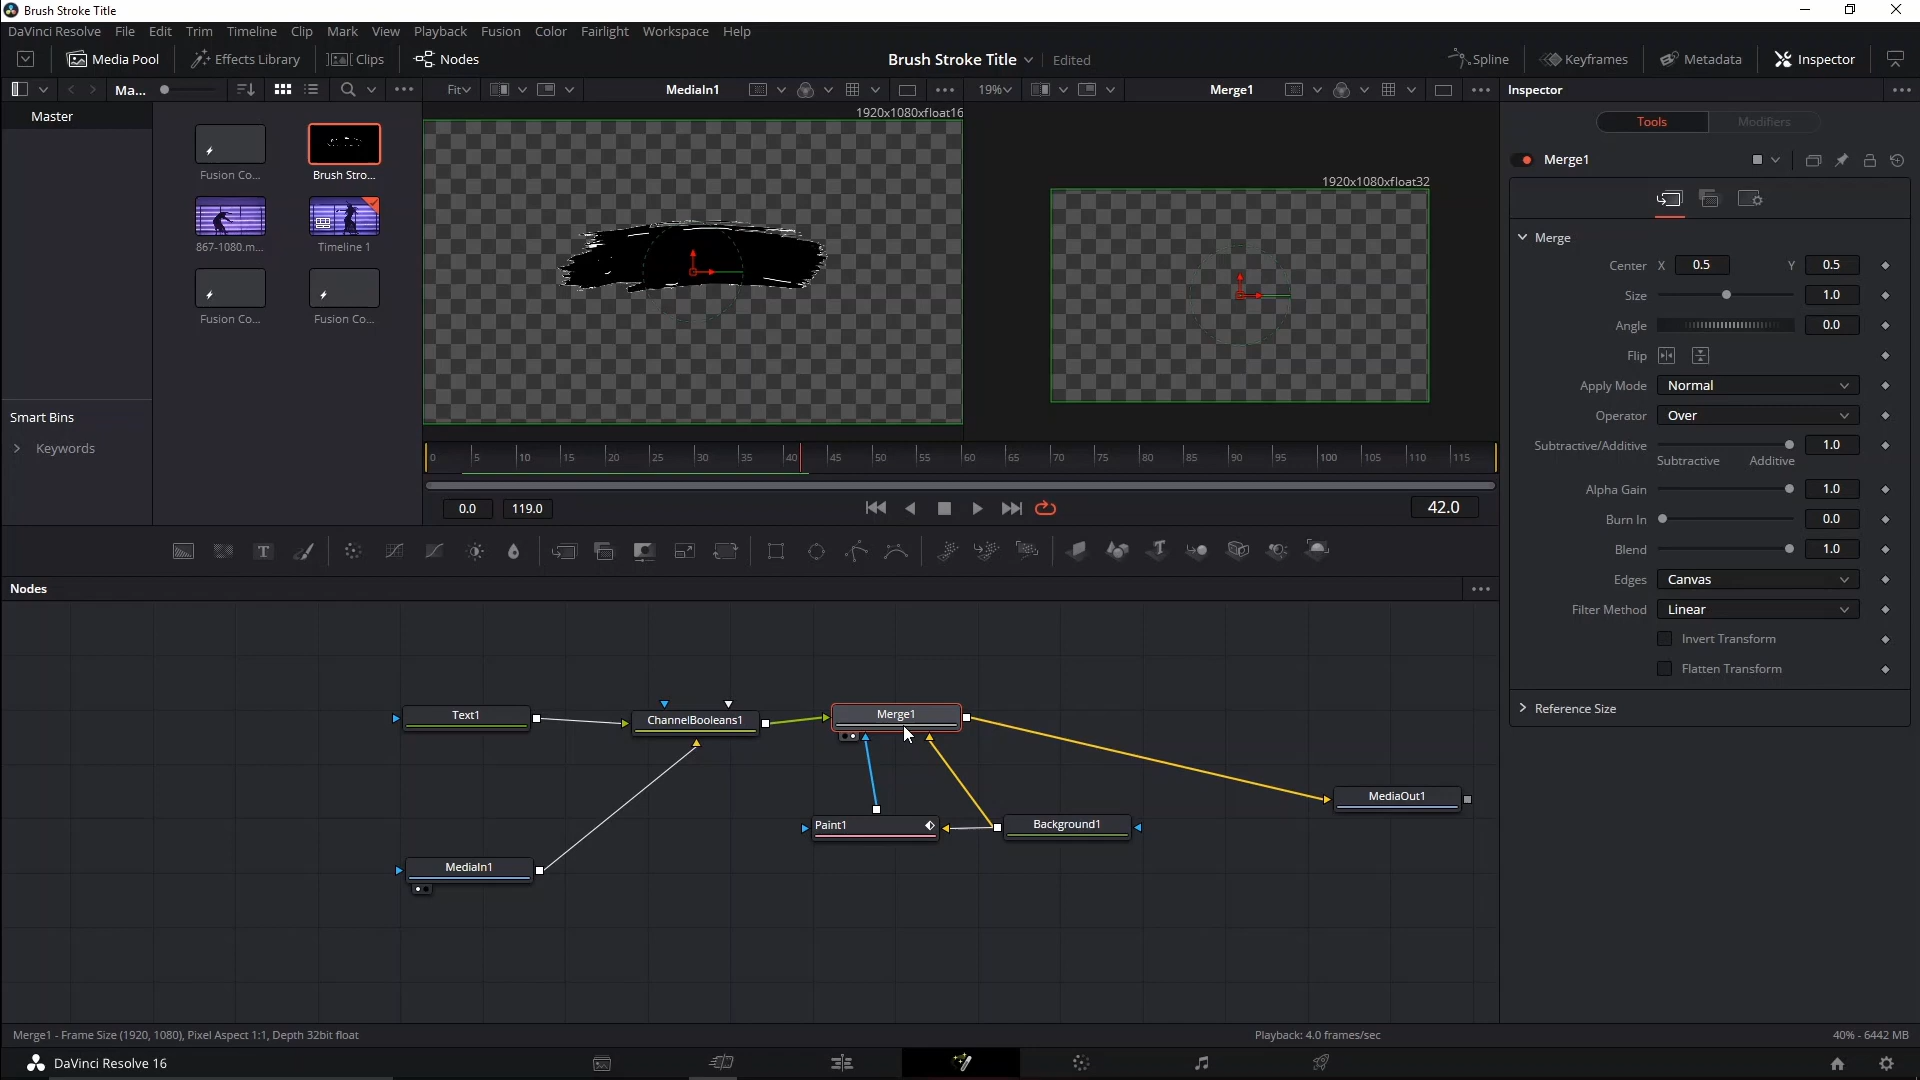 Brush Stroke Title
DaVinci Resolve File Edit Trim Timeline Clip Mark View Playback Fusion Color Fairlight Workspace Help
Media Pool Effects Library Clips Nodes Brush Stroke Title Edited Spline Keyframes Metadata Inspector
Ma... Fit MediaIn1 19% Merge1 Inspector
Master
1920x1080xfloat16
1920x1080xfloat32
Tools Modifiers
Merge1
Fusion Co... Brush Stro...
867-1080.m... Timeline 1
Fusion Co... Fusion Co...
Smart Bins
Keywords
Merge
Center X 0.5 Y 0.5
Size 1.0
Angle 0.0
Flip
Apply Mode Normal
Operator Over
Subtractive/Additive 1.0
Subtractive Additive
Alpha Gain 1.0
Burn In 0.0
Blend 1.0
Edges Canvas
Filter Method Linear
Invert Transform
Flatten Transform
Reference Size
0 5 10 15 20 25 30 35 40 45 50 55 60 65 70 75 80 85 90 95 100 105 110 115
0.0 119.0 42.0
Nodes
Text1
ChannelBooleans1
Merge1
MediaOut1
Paint1
Background1
MediaIn1
Merge1 - Frame Size (1920, 1080), Pixel Aspect 1:1, Depth 32bit float Playback: 4.0 frames/sec 40% - 6442 MB
DaVinci Resolve 16